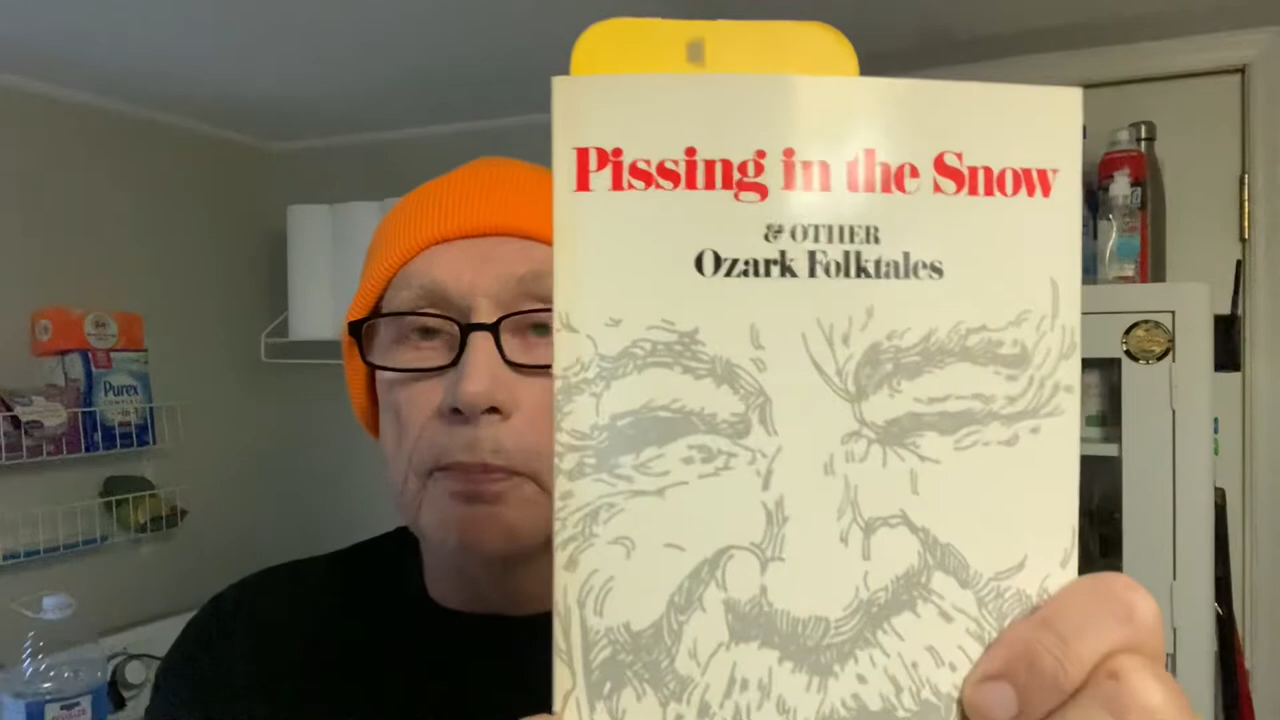 Pissing in the Snow
& OTHER
Ozark Folktales
Purex